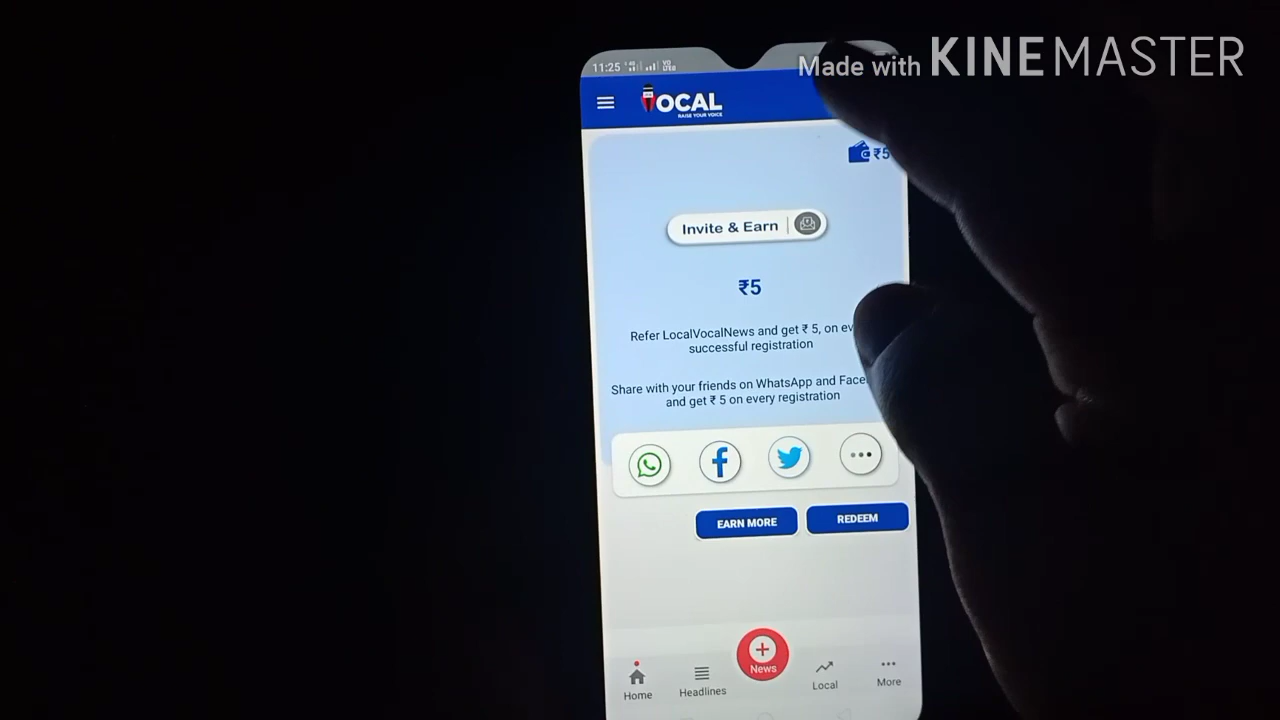 Made with KINEMASTER
11:25
VOCAL
RAISE YOUR VOICE
₹5
Invite & Earn
₹5
Refer LocalVocalNews and get ₹ 5, on
successful registration
Share with your friends on WhatsApp and
and get ₹ 5 on every registration
EARN MORE
REDEEM
News
Home
Headlines
Local
More